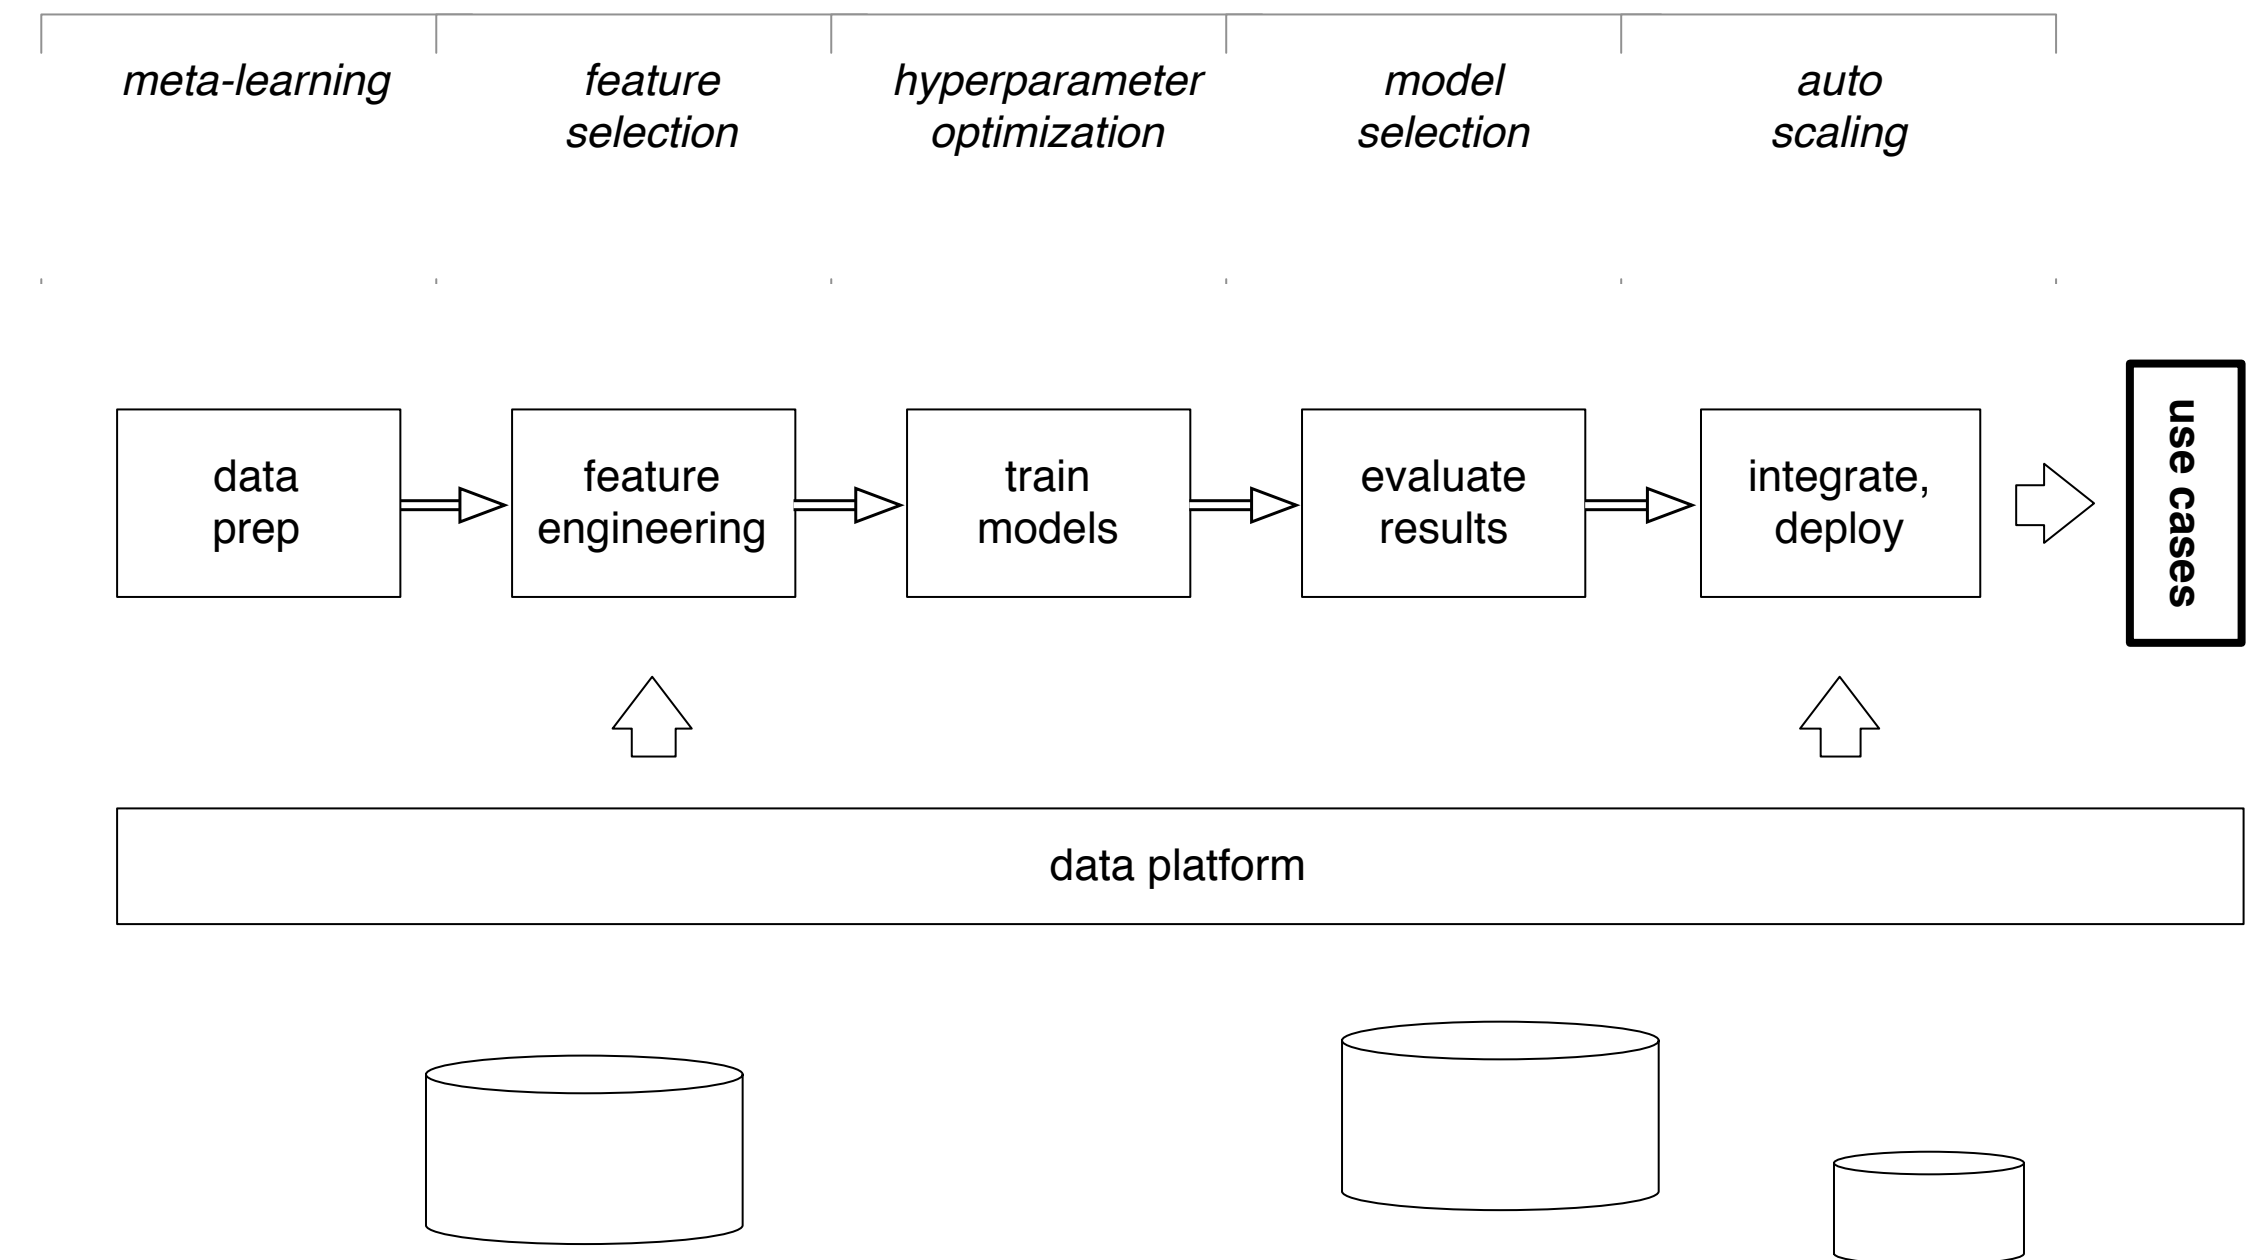 meta-learning
feature
selection
hyperparameter
optimization
model
selection
auto
scaling
data
prep
feature
engineering
train
models
evaluate
results
integrate,
deploy
use cases
data platform